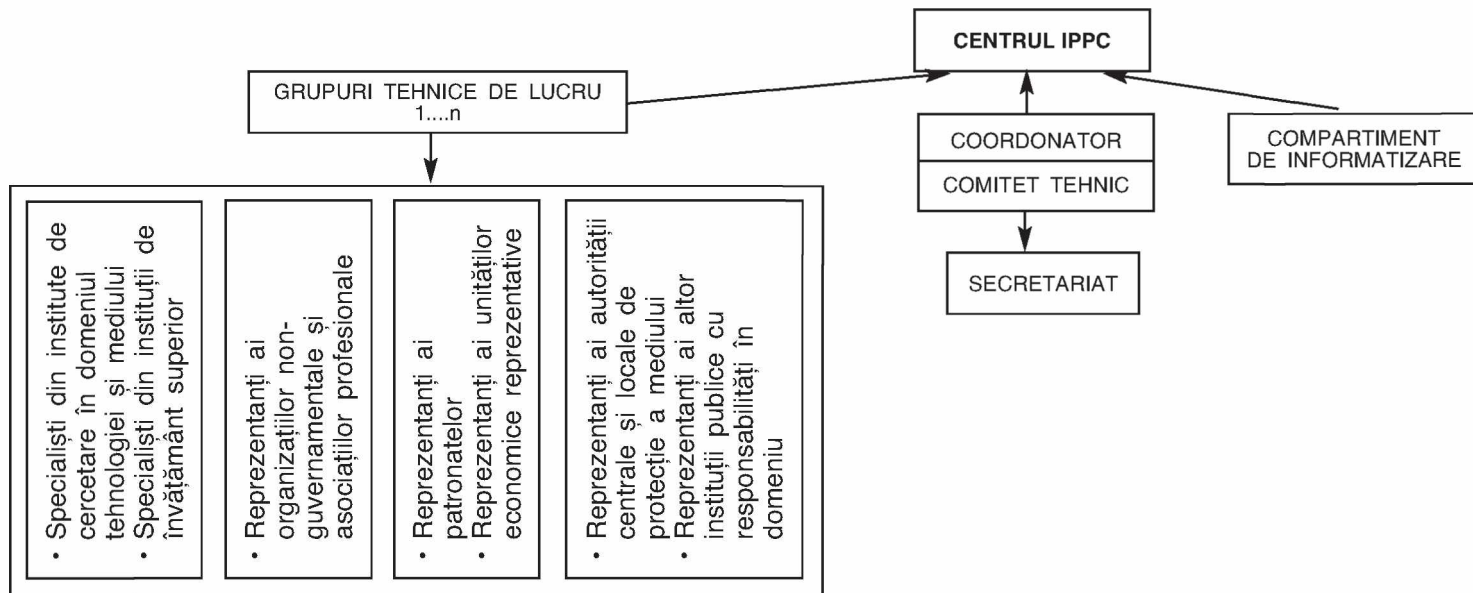 CENTRUL IPPC
GRUPURI TEHNICE DE LUCRU
1....n
COORDONATOR
COMITET TEHNIC
COMPARTIMENT
DE INFORMATIZARE
SECRETARIAT
• Specialiști din institute de
cercetare în domeniul
tehnologiei și mediului
• Specialiști din instituții de
învățământ superior
• Reprezentanți ai
organizațiilor non-
guvernamentale și
asociațiilor profesionale
• Reprezentanți ai
patronatelor
• Reprezentanți ai unităților
economice reprezentative
• Reprezentanți ai autorității
centrale și locale de
protecție a mediului
• Reprezentanți ai altor
instituții publice cu
responsabilități în
domeniu